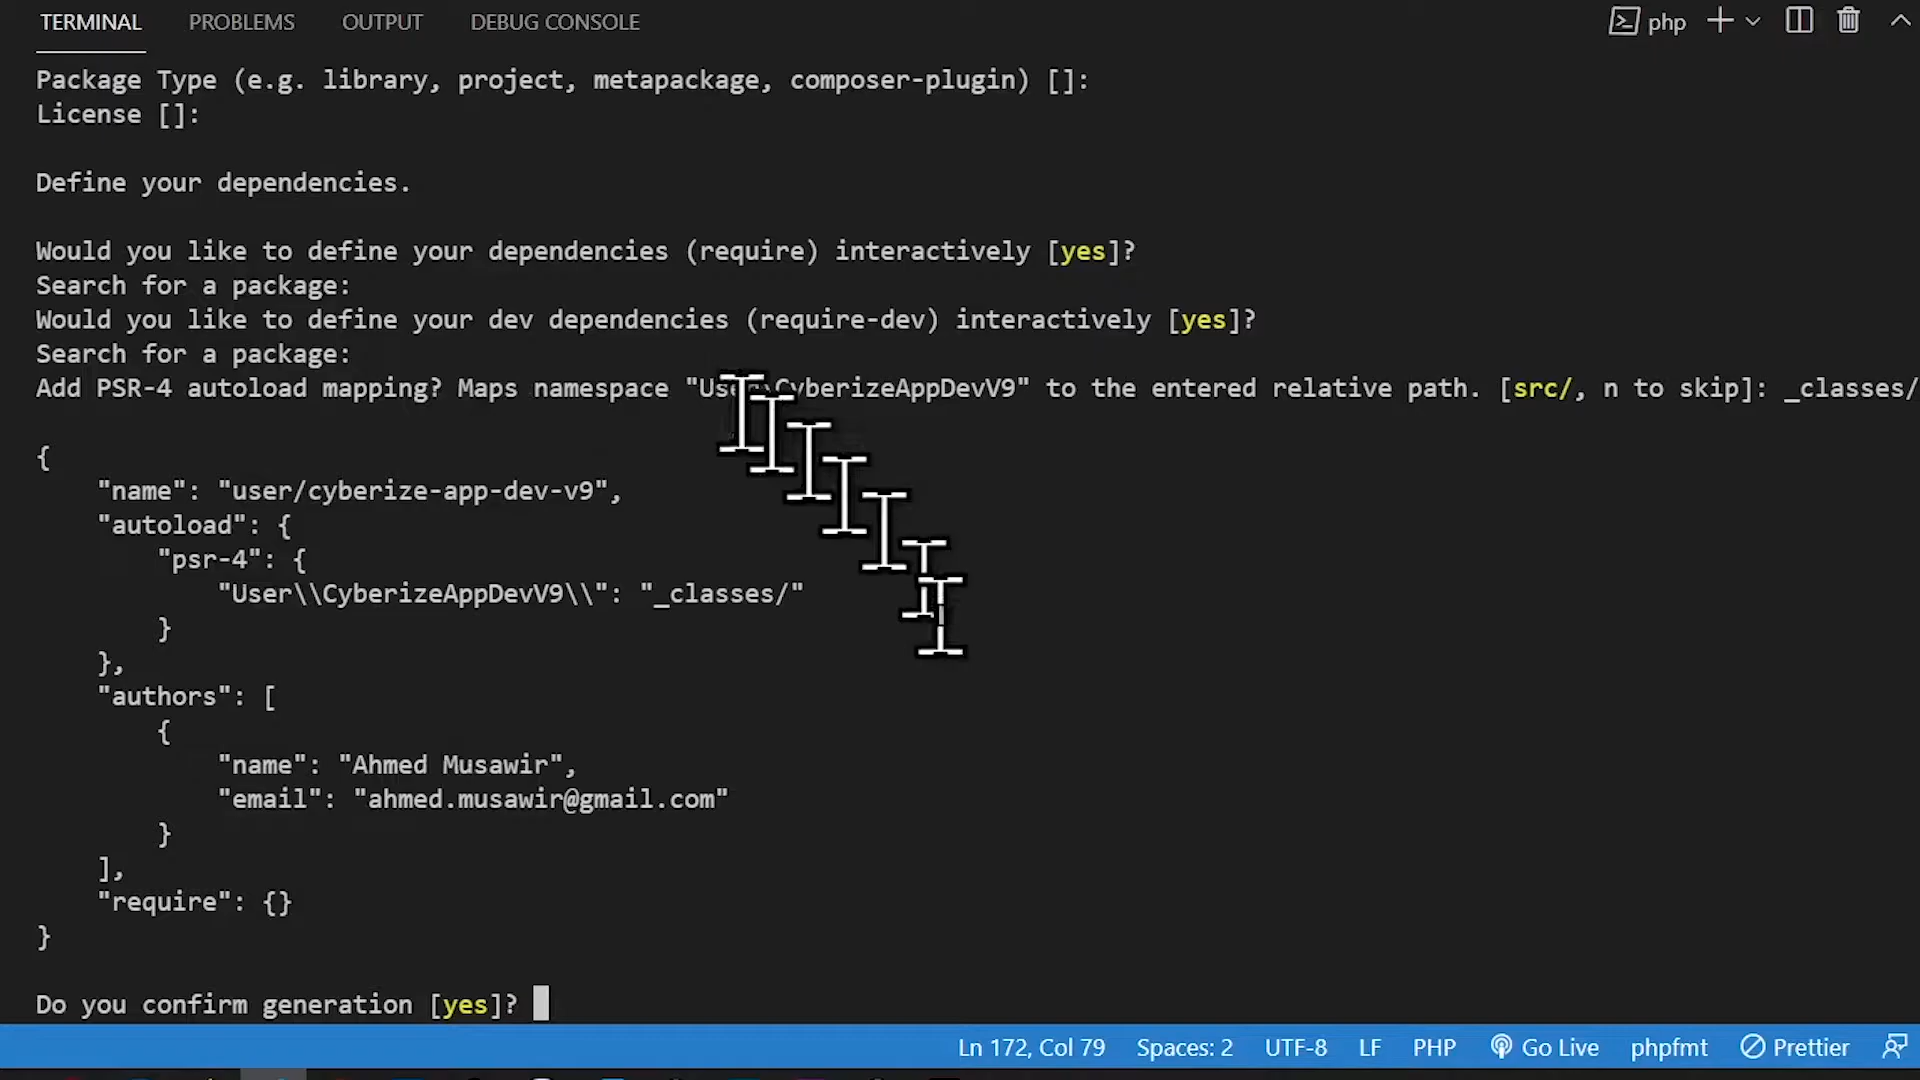 TERMINAL PROBLEMS OUTPUT DEBUG CONSOLE php
Package Type (e.g. library, project, metapackage, composer-plugin) []:
License []:
Define your dependencies.
Would you like to define your dependencies (require) interactively [yes]?
Search for a package:
Would you like to define your dev dependencies (require-dev) interactively [yes]?
Search for a package:
Add PSR-4 autoload mapping? Maps namespace "User\CyberizeAppDevV9" to the entered relative path. [src/, n to skip]: _classes/
{
    "name": "user/cyberize-app-dev-v9",
    "autoload": {
        "psr-4": {
            "User\\CyberizeAppDevV9\\": "_classes/"
        }
    },
    "authors": [
        {
            "name": "Ahmed Musawir",
            "email": "ahmed.musawir@gmail.com"
        }
    ],
    "require": {}
}
Do you confirm generation [yes]?
Ln 172, Col 79 Spaces: 2 UTF-8 LF PHP Go Live phpfmt Prettier